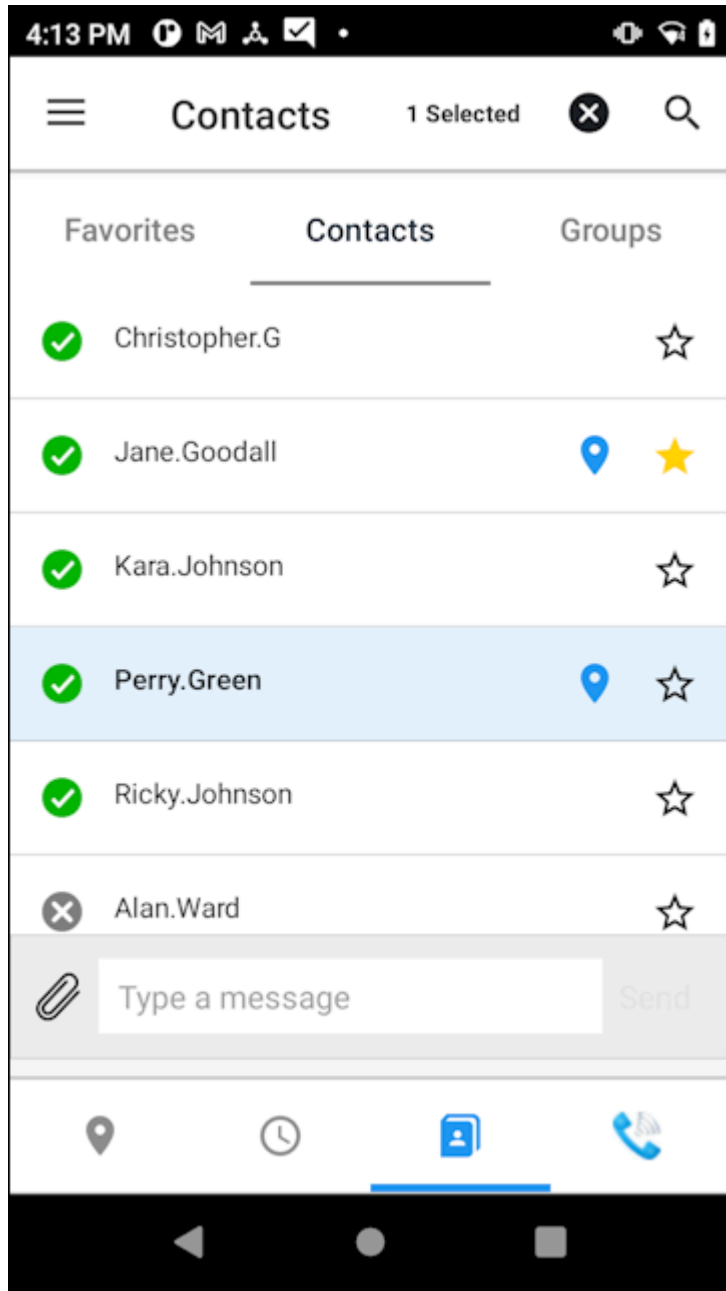 4:13 PM
Contacts 1 Selected
Favorites Contacts Groups
Christopher.G
Jane.Goodall
Kara.Johnson
Perry.Green
Ricky.Johnson
Alan.Ward
Type a message Send